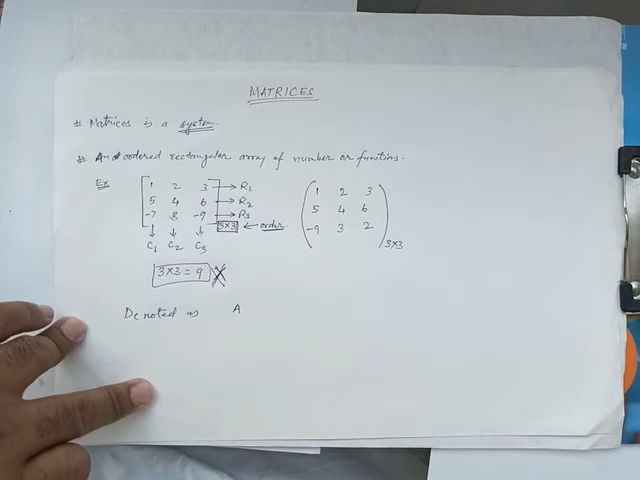 MATRICES
# Matrices is a system.
# An ordered rectangular array of number or functions.
Ex
1 2 3 → R1
5 4 6 → R2
-7 8 -9 → R3
3×3 ← order.
↓ ↓ ↓
C1 C2 C3
1 2 3
5 4 6
-9 3 2
3×3
3×3 = 9 X
Denoted as A